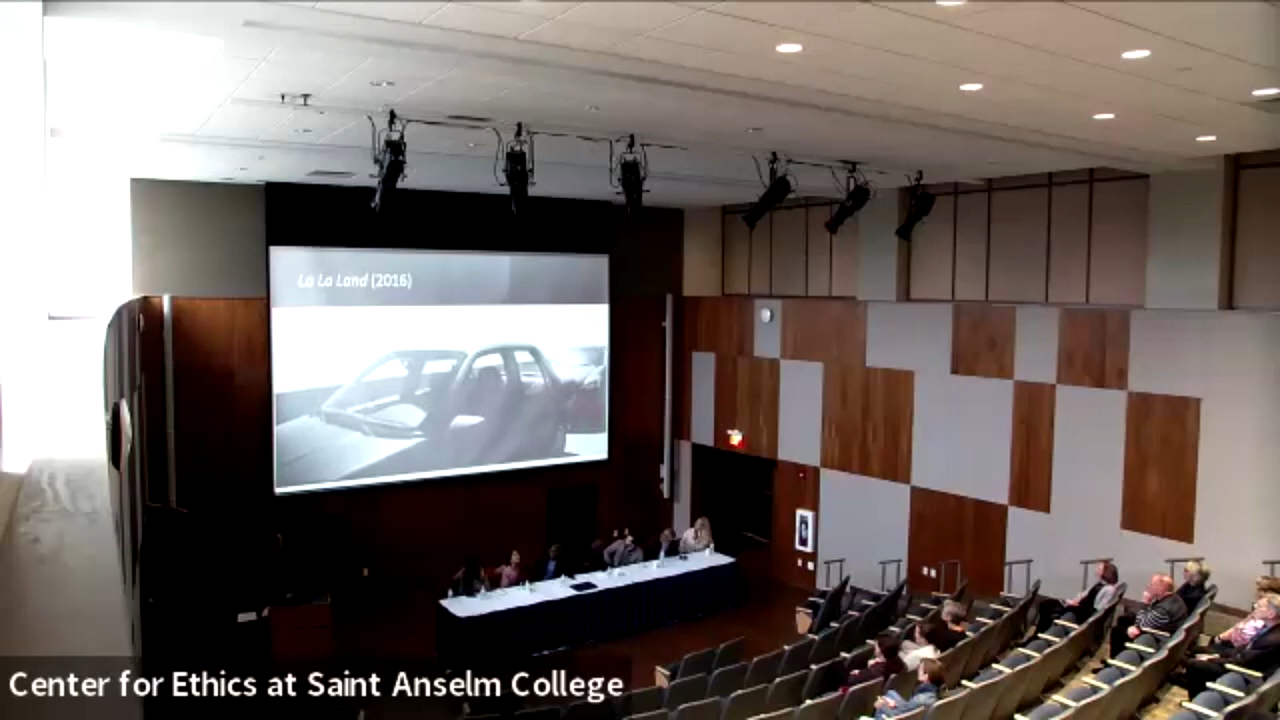 La La Land (2016)
Center for Ethics at Saint Anselm College